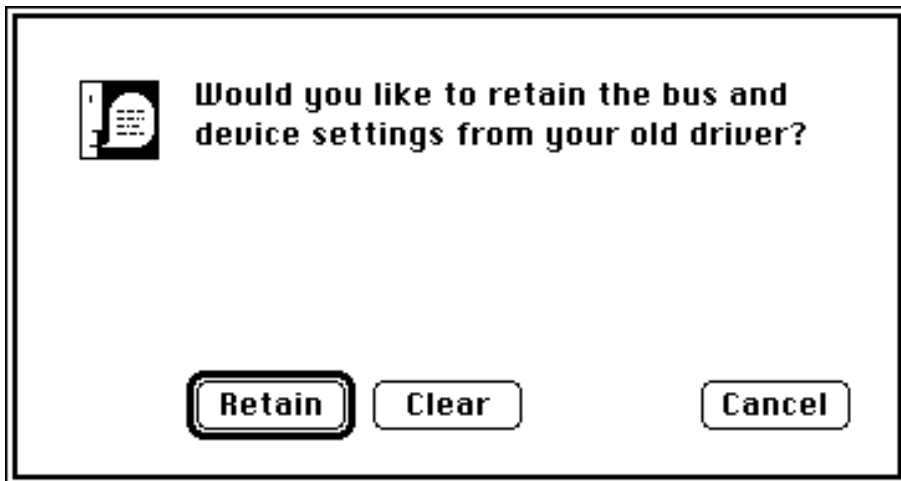 Would you like to retain the bus and
device settings from your old driver?
Retain Clear Cancel